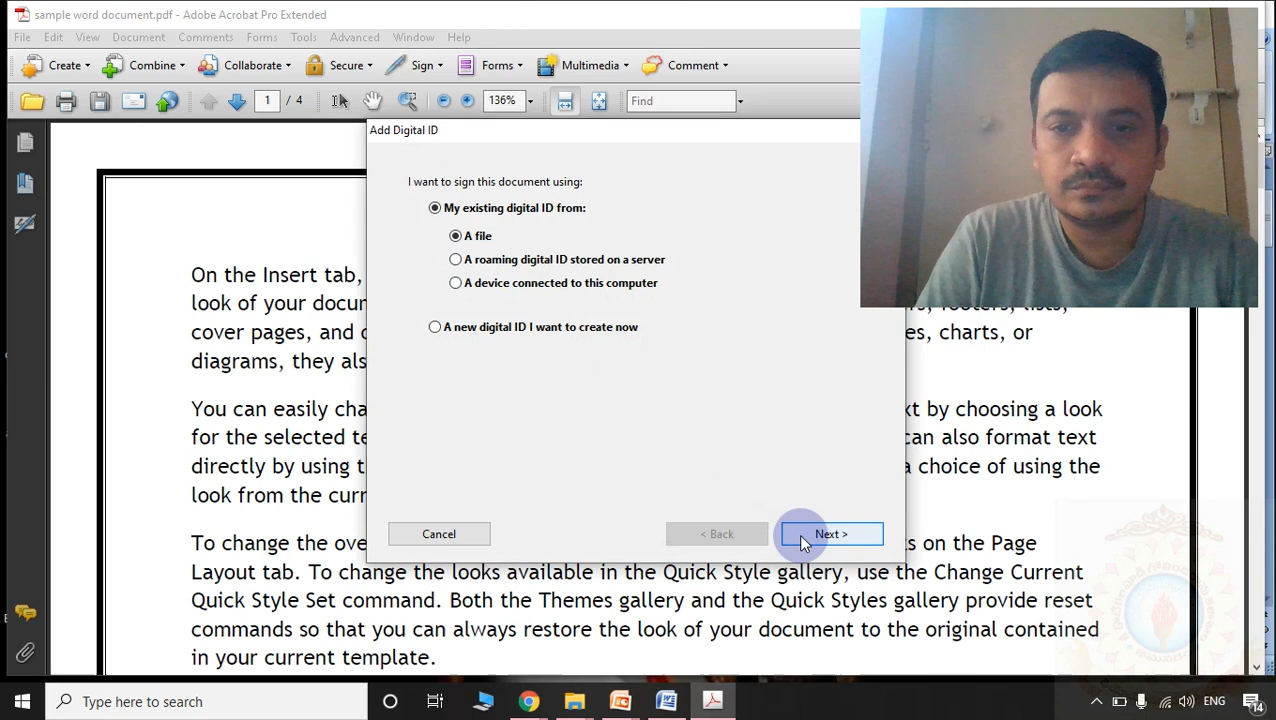 sample word document.pdf - Adobe Acrobat Pro Extended
File Edit View Document Comments Forms Tools Advanced Window Help
Create Combine Collaborate Secure Sign Forms Multimedia Comment
1 / 4 136% Find
Add Digital ID
I want to sign this document using:
My existing digital ID from:
A file
A roaming digital ID stored on a server
A device connected to this computer
A new digital ID I want to create now
Cancel < Back Next >
On the Insert tab,
look of your docum rs, footers, lists,
cover pages, and es, charts, or
diagrams, they als
You can easily cha xt by choosing a look
for the selected te can also format text
directly by using t a choice of using the
look from the curr
To change the ove ts on the Page
Layout tab. To change the looks available in the Quick Style gallery, use the Change Current
Quick Style Set command. Both the Themes gallery and the Quick Styles gallery provide reset
commands so that you can always restore the look of your document to the original contained
in your current template.
Type here to search ENG 14